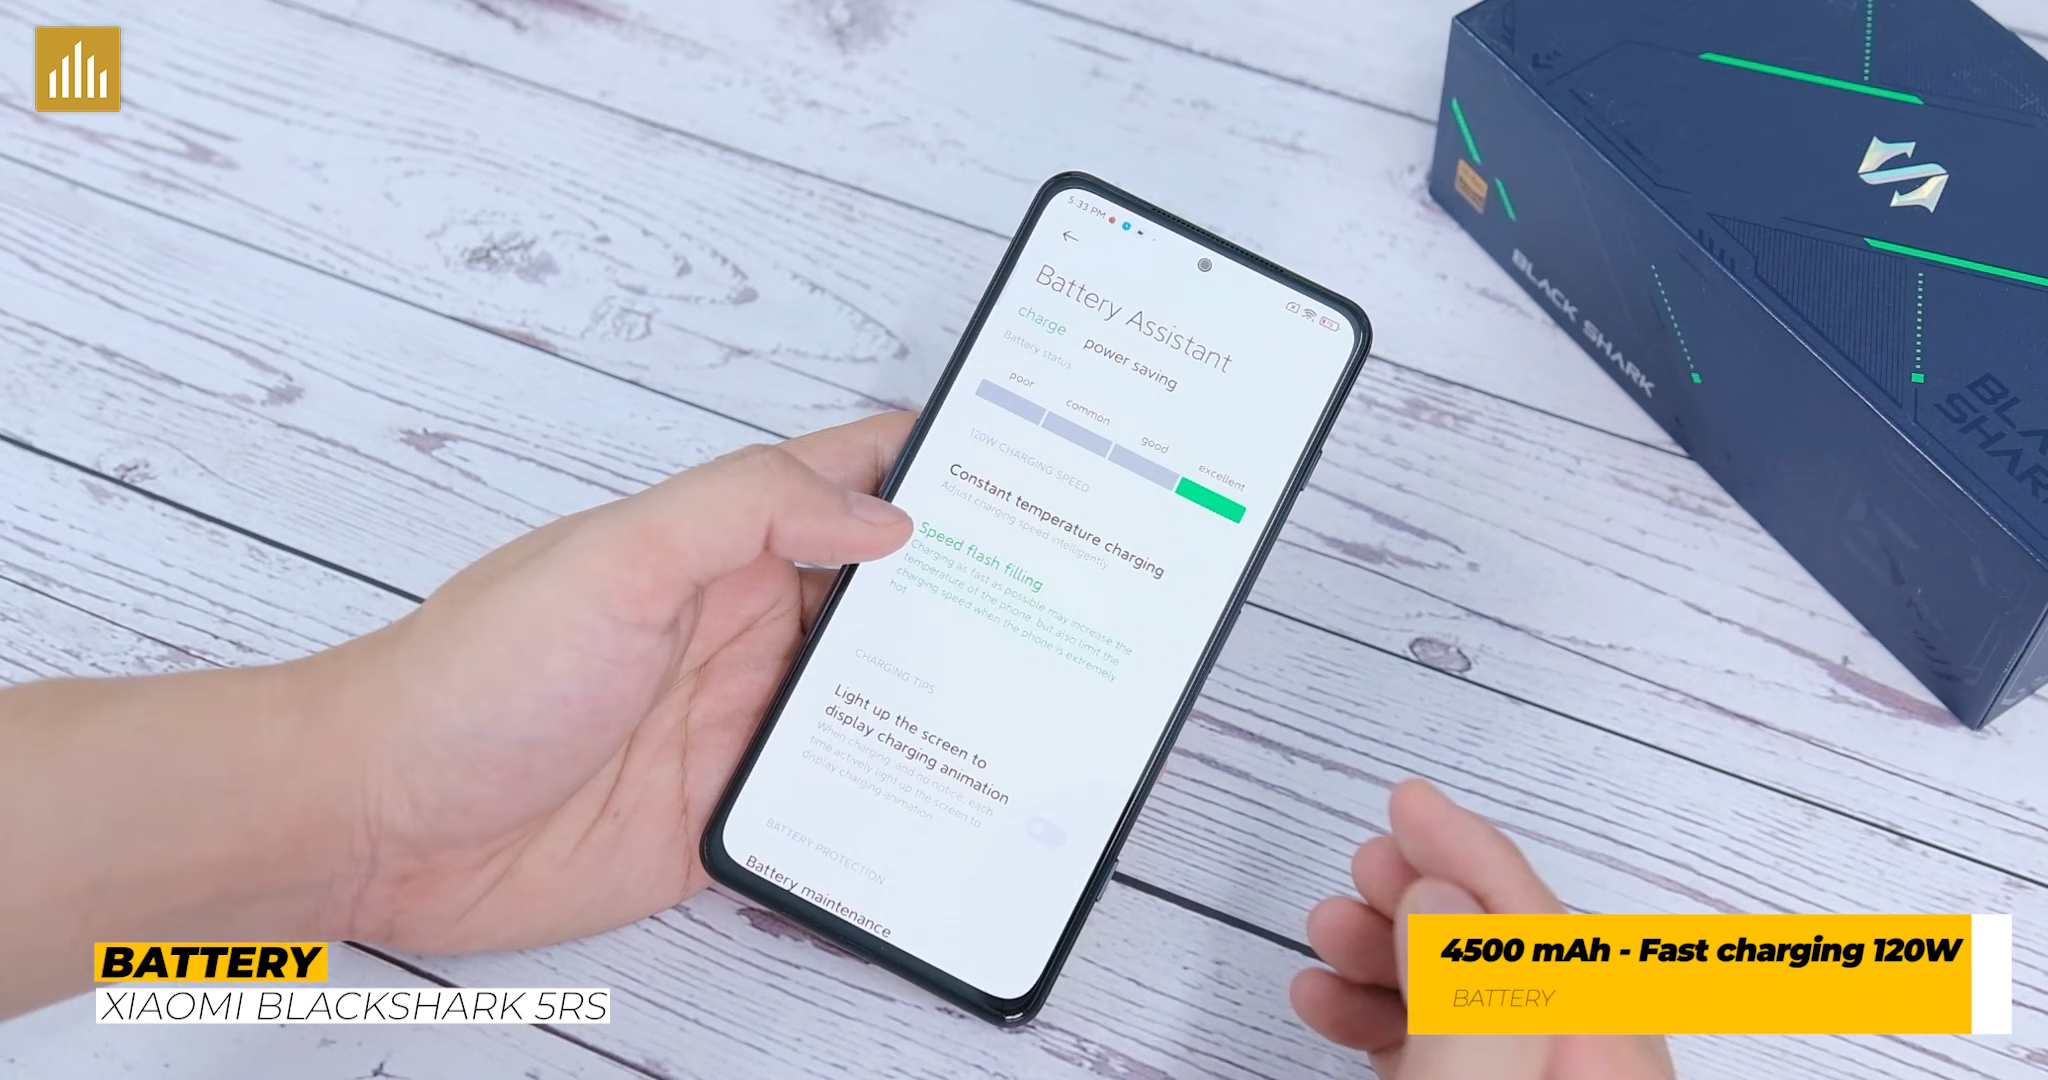 5:33 PM
Battery Assistant
charge
power saving
Battery status
poor
common
good
excellent
120W CHARGING SPEED
Constant temperature charging
Adjust charging speed intelligently
Speed flash filling
Charging as fast as possible may increase the
temperature of the phone, but also limit the
charging speed when the phone is extremely
hot
CHARGING TIPS
Light up the screen to
display charging animation
When charging, and no notice, each
time actively light up the screen to
display charging animation
BATTERY PROTECTION
Battery maintenance
BLACK SHARK
BATTERY
XIAOMI BLACKSHARK 5RS
4500 mAh - Fast charging 120W
BATTERY